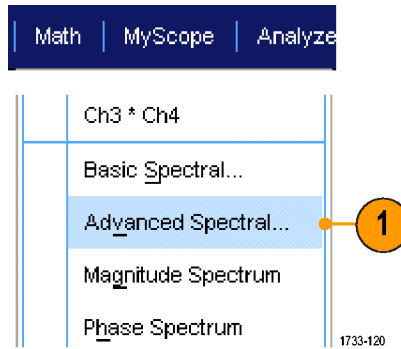 Math | MyScope | Analyze
Ch3 * Ch4
Basic Spectral...
Advanced Spectral...
1
Magnitude Spectrum
Phase Spectrum
1733-120